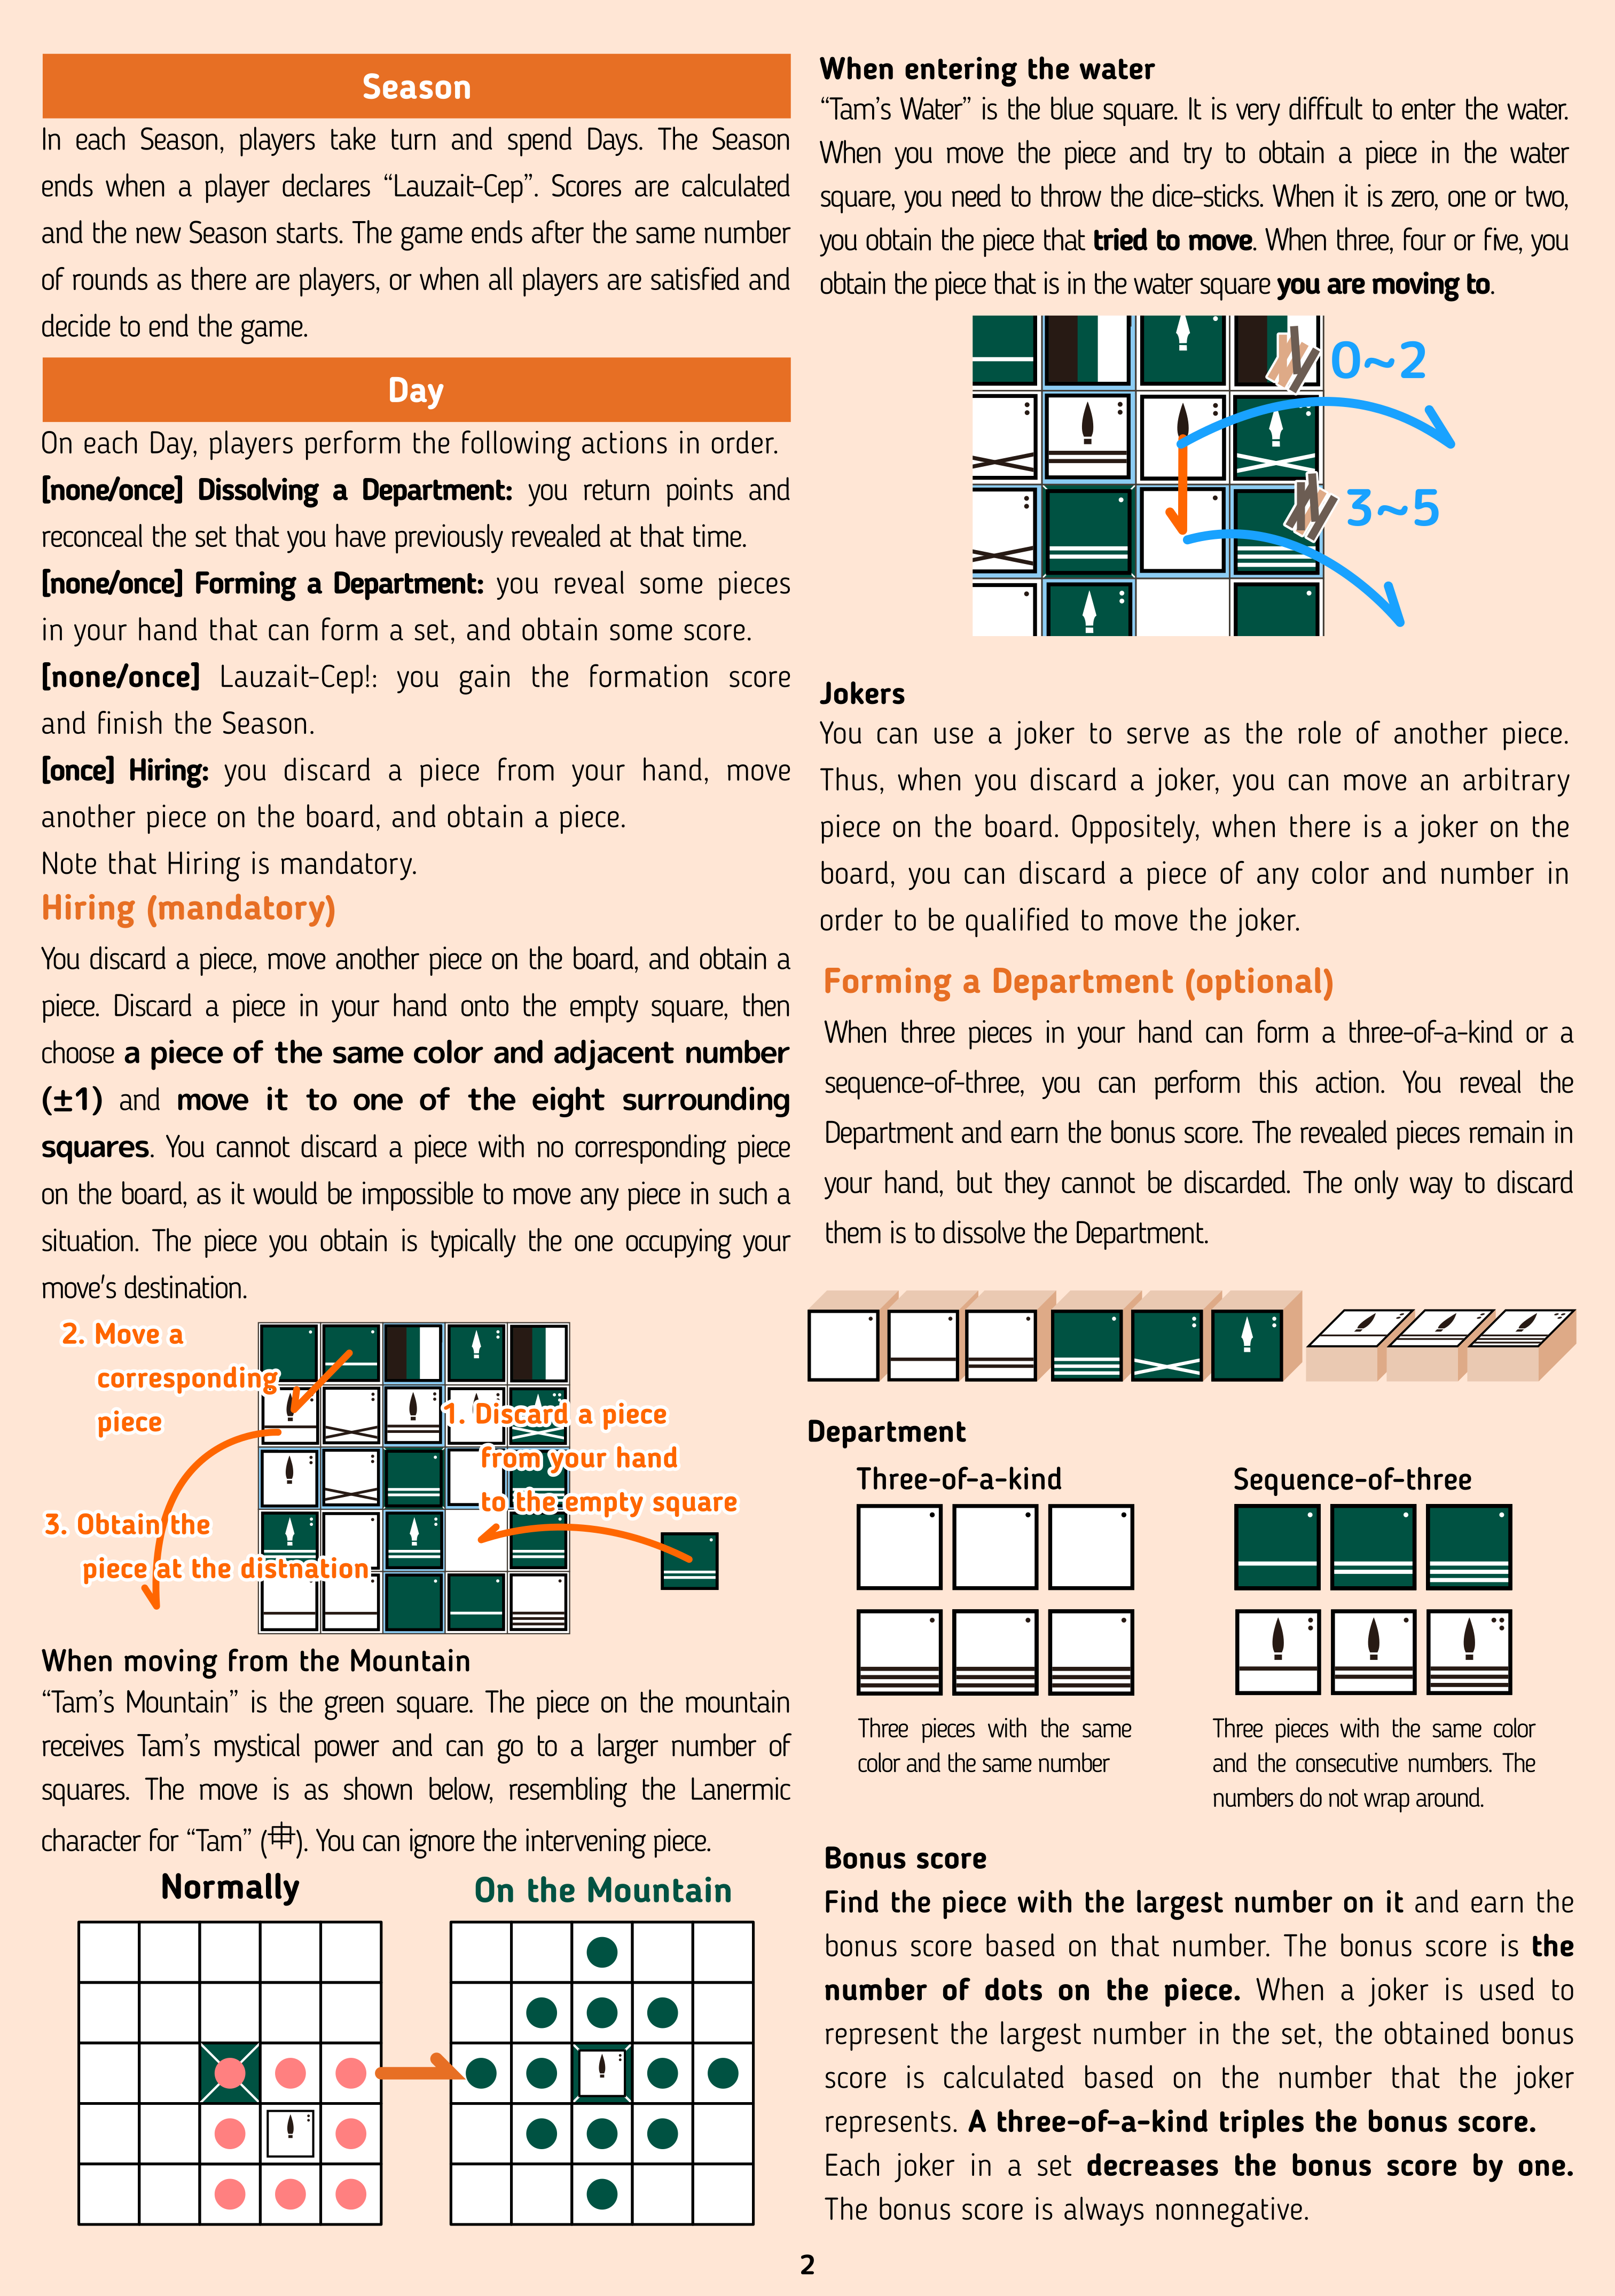 Season
In each Season, players take turn and spend Days. The Season
ends when a player declares “Lauzait-Cep”. Scores are calculated
and the new Season starts. The game ends after the same number
of rounds as there are players, or when all players are satisfied and
decide to end the game.
Day
On each Day, players perform the following actions in order.
[none/once] Dissolving a Department: you return points and
reconceal the set that you have previously revealed at that time.
[none/once] Forming a Department: you reveal some pieces
in your hand that can form a set, and obtain some score.
[none/once] Lauzait-Cep!: you gain the formation score
and finish the Season.
[once] Hiring: you discard a piece from your hand, move
another piece on the board, and obtain a piece.
Note that Hiring is mandatory.
Hiring (mandatory)
You discard a piece, move another piece on the board, and obtain a
piece. Discard a piece in your hand onto the empty square, then
choose a piece of the same color and adjacent number
(±1) and move it to one of the eight surrounding
squares. You cannot discard a piece with no corresponding piece
on the board, as it would be impossible to move any piece in such a
situation. The piece you obtain is typically the one occupying your
move's destination.
2. Move a
corresponding
piece
1. Discard a piece
from your hand
to the empty square
3. Obtain the
piece at the distnation
When moving from the Mountain
“Tam’s Mountain” is the green square. The piece on the mountain
receives Tam’s mystical power and can go to a larger number of
squares. The move is as shown below, resembling the Lanermic
character for “Tam” (). You can ignore the intervening piece.
Normally
On the Mountain
When entering the water
“Tam’s Water” is the blue square. It is very difficult to enter the water.
When you move the piece and try to obtain a piece in the water
square, you need to throw the dice-sticks. When it is zero, one or two,
you obtain the piece that tried to move. When three, four or five, you
obtain the piece that is in the water square you are moving to.
0~2
3~5
Jokers
You can use a joker to serve as the role of another piece.
Thus, when you discard a joker, you can move an arbitrary
piece on the board. Oppositely, when there is a joker on the
board, you can discard a piece of any color and number in
order to be qualified to move the joker.
Forming a Department (optional)
When three pieces in your hand can form a three-of-a-kind or a
sequence-of-three, you can perform this action. You reveal the
Department and earn the bonus score. The revealed pieces remain in
your hand, but they cannot be discarded. The only way to discard
them is to dissolve the Department.
Department
Three-of-a-kind
Three pieces with the same
color and the same number
Sequence-of-three
Three pieces with the same color
and the consecutive numbers. The
numbers do not wrap around.
Bonus score
Find the piece with the largest number on it and earn the
bonus score based on that number. The bonus score is the
number of dots on the piece. When a joker is used to
represent the largest number in the set, the obtained bonus
score is calculated based on the number that the joker
represents. A three-of-a-kind triples the bonus score.
Each joker in a set decreases the bonus score by one.
The bonus score is always nonnegative.
2